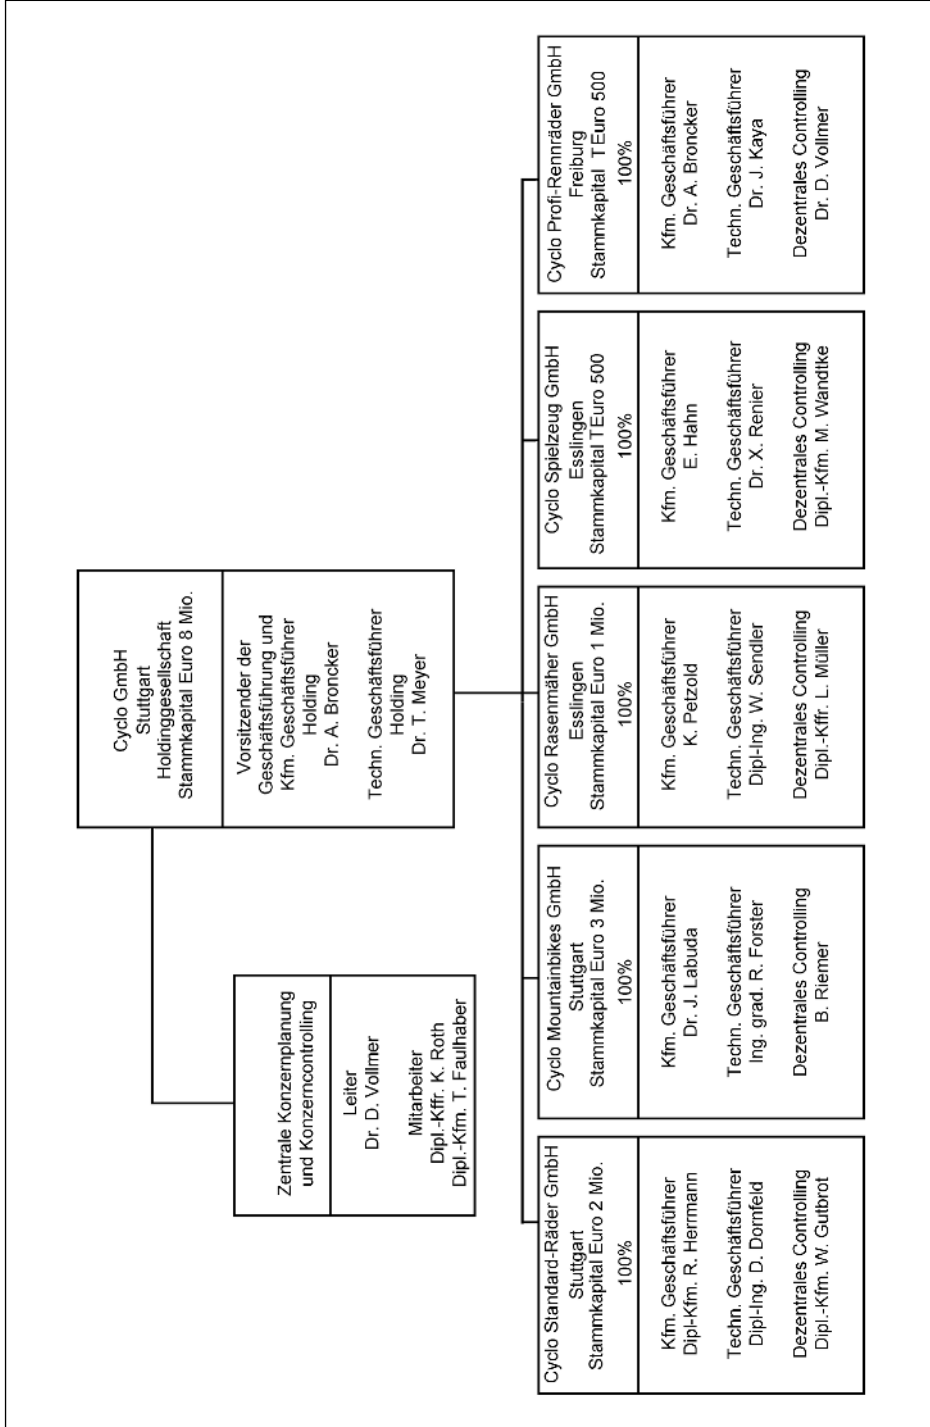 Cyclo GmbH
Stuttgart
Holdinggesellschaft
Stammkapital Euro 8 Mio.
Vorsitzender der
Geschäftsführung und
Kfm. Geschäftsführer
Holding
Dr. A. Broncker
Techn. Geschäftsführer
Holding
Dr. T. Meyer
Zentrale Konzernplanung
und Konzerncontrolling
Leiter
Dr. D. Vollmer
Mitarbeiter
Dipl.-Kffr. K. Roth
Dipl.-Kfm. T. Faulhaber
Cyclo Standard-Räder GmbH
Stuttgart
Stammkapital Euro 2 Mio.
100%
Kfm. Geschäftsführer
Dipl-Kfm. R. Herrmann
Techn. Geschäftsführer
Dipl-Ing. D. Dornfeld
Dezentrales Controlling
Dipl.-Kfm. W. Gutbrot
Cyclo Mountainbikes GmbH
Stuttgart
Stammkapital Euro 3 Mio.
100%
Kfm. Geschäftsführer
Dr. J. Labuda
Techn. Geschäftsführer
Ing. grad. R. Forster
Dezentrales Controlling
B. Riemer
Cyclo Rasenmäher GmbH
Esslingen
Stammkapital Euro 1 Mio.
100%
Kfm. Geschäftsführer
K. Petzold
Techn. Geschäftsführer
Dipl-Ing. W. Sendler
Dezentrales Controlling
Dipl.-Kffr. L. Müller
Cyclo Spielzeug GmbH
Esslingen
Stammkapital TEuro 500
100%
Kfm. Geschäftsführer
E. Hahn
Techn. Geschäftsführer
Dr. X. Renier
Dezentrales Controlling
Dipl.-Kfm. M. Wandtke
Cyclo Profi-Rennräder GmbH
Freiburg
Stammkapital TEuro 500
100%
Kfm. Geschäftsführer
Dr. A. Broncker
Techn. Geschäftsführer
Dr. J. Kaya
Dezentrales Controlling
Dr. D. Vollmer